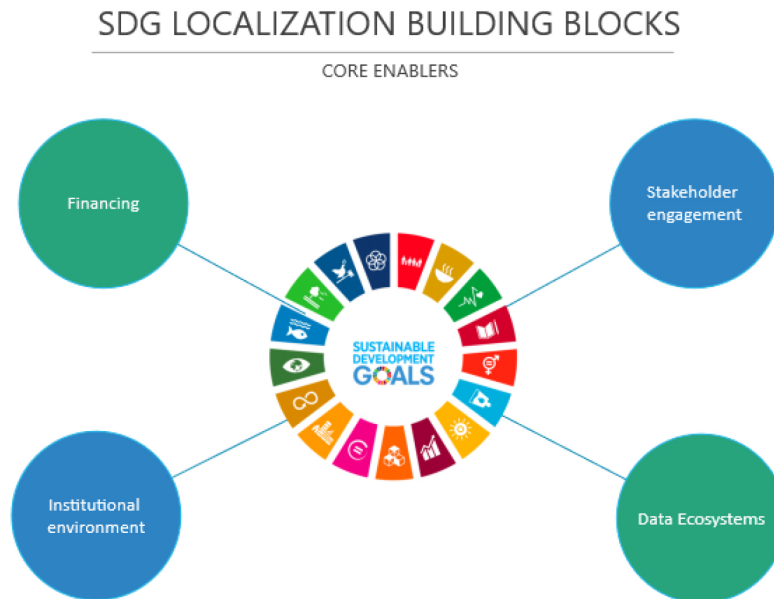 SDG LOCALIZATION BUILDING BLOCKS
CORE ENABLERS
Financing
Stakeholder
engagement
SUSTAINABLE
DEVELOPMENT
GOALS
Institutional
environment
Data Ecosystems